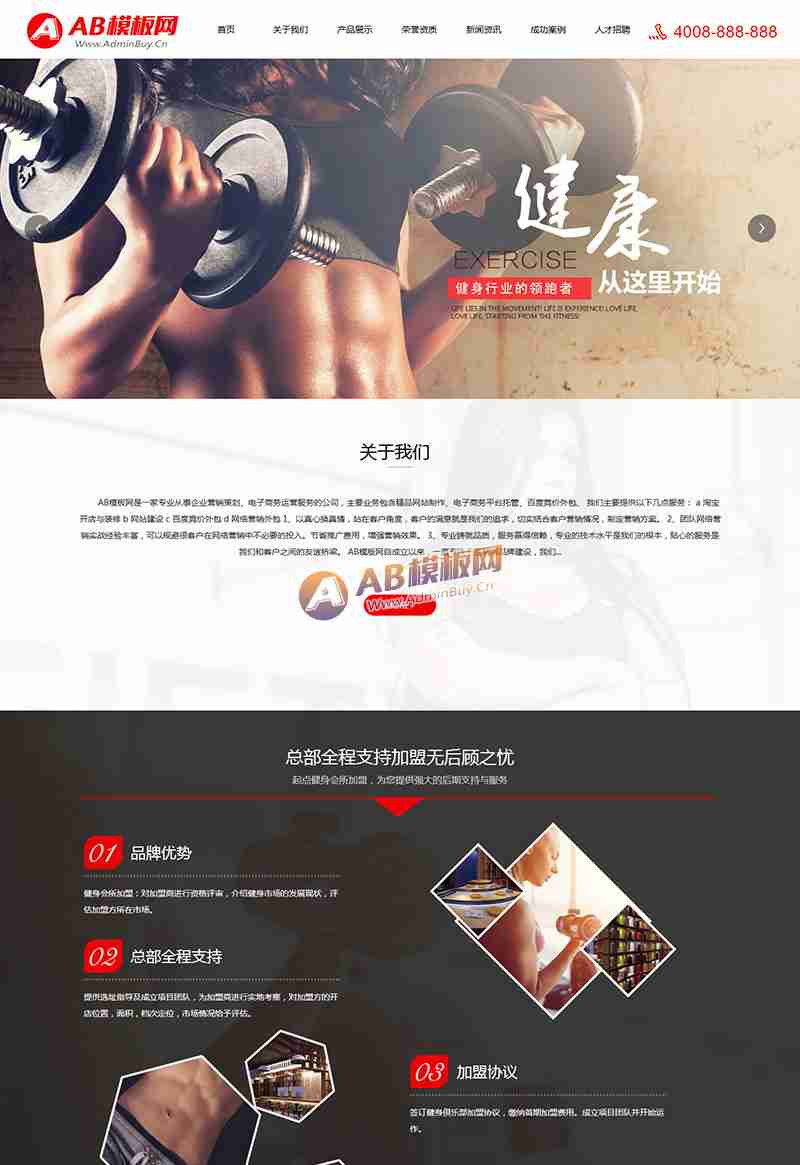 AB模板网
Www.AdminBuy.Cn
首页 关于我们 产品展示 荣誉资质 新闻资讯 成功案例 人才招聘 4008-888-888
健康
EXERCISE
健身行业的领跑者 从这里开始
LIFE LIES IN THE MOVEMENT! LIFE IS EXPERIENCE! LOVE LIFE,
LOVE LIFE, STARTING FROM THE FITNESS!
关于我们
AB模板网是一家专业从事企业营销策划、电子商务运营服务的公司，主要业务包含精品网站制作、电子商务平台托管、百度竞价外包。 我们主要提供以下几点服务： a 淘宝
开店与装修 b 网站建设 c 百度竞价外包 d 网络营销外包 1、以真心换真情，站在客户角度，客户的满意就是我们的追求，切实结合客户营销情况，制定营销方案。 2、团队网络营
销实战经验丰富，可以规避很客户在网络营销中不必要的投入。节省推广费用，增强营销效果。 3、专业铸就品质，服务赢得信赖，专业的技术水平是我们的根本，贴心的服务是
我们和客户之间的友谊桥梁。 AB模板网自成立以来，一直专 品牌建设，我们...
AB模板网
Www.AdminBuy.Cn
总部全程支持加盟无后顾之忧
起点健身会所加盟，为您提供强大的后期支持与服务
01 品牌优势
健身会所加盟：对加盟商进行资格评审，介绍健身市场的发展现状，评
估加盟方所在市场。
02 总部全程支持
提供选址指导及成立项目团队，为加盟商进行实地考察，对加盟方的开
店位置，面积，档次定位，市场情况给予评估。
03 加盟协议
签订健身俱乐部加盟协议，缴纳首期加盟费用。成立项目团队并开始运
作。